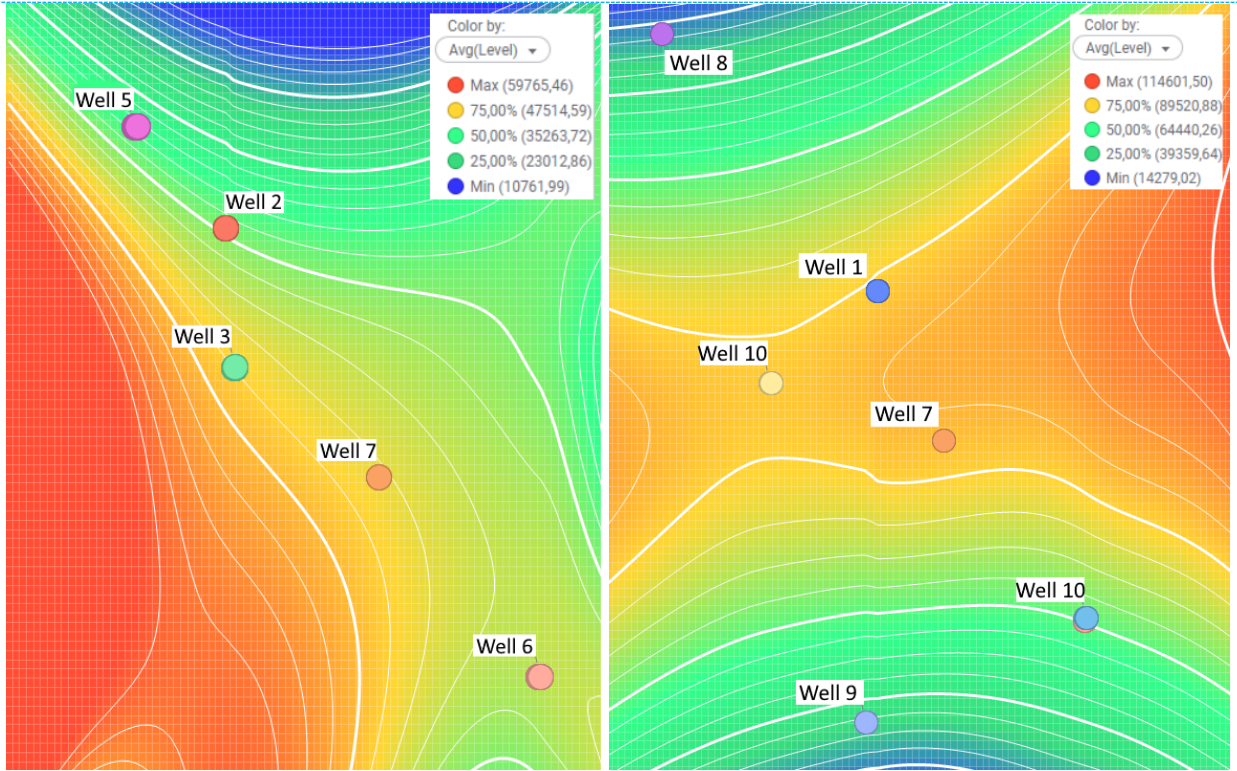 Color by:
Avg(Level)
Max (59765,46)
75,00% (47514,59)
50,00% (35263,72)
25,00% (23012,86)
Min (10761,99)
Well 5
Well 2
Well 3
Well 7
Well 6
Color by:
Avg(Level)
Max (114601,50)
75,00% (89520,88)
50,00% (64440,26)
25,00% (39359,64)
Min (14279,02)
Well 8
Well 1
Well 10
Well 7
Well 10
Well 9